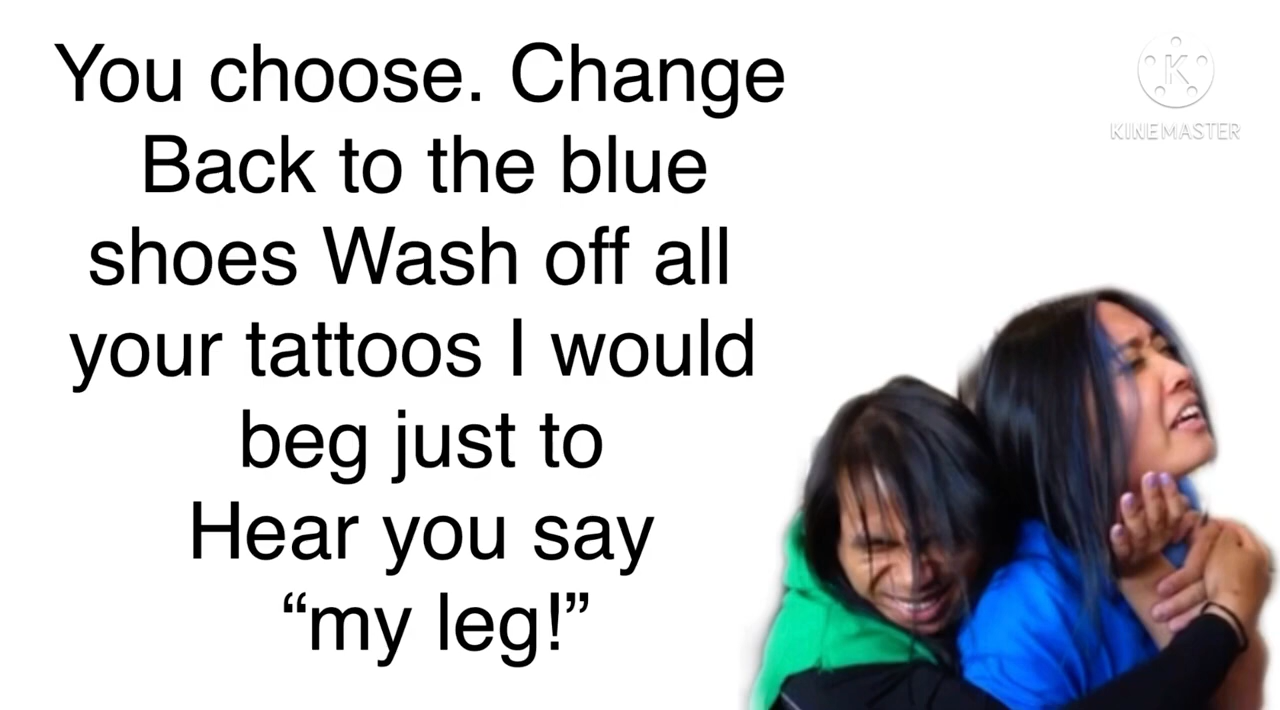 You choose. Change
Back to the blue
shoes Wash off all
your tattoos I would
beg just to
Hear you say
“my leg!”
K
KINEMASTER